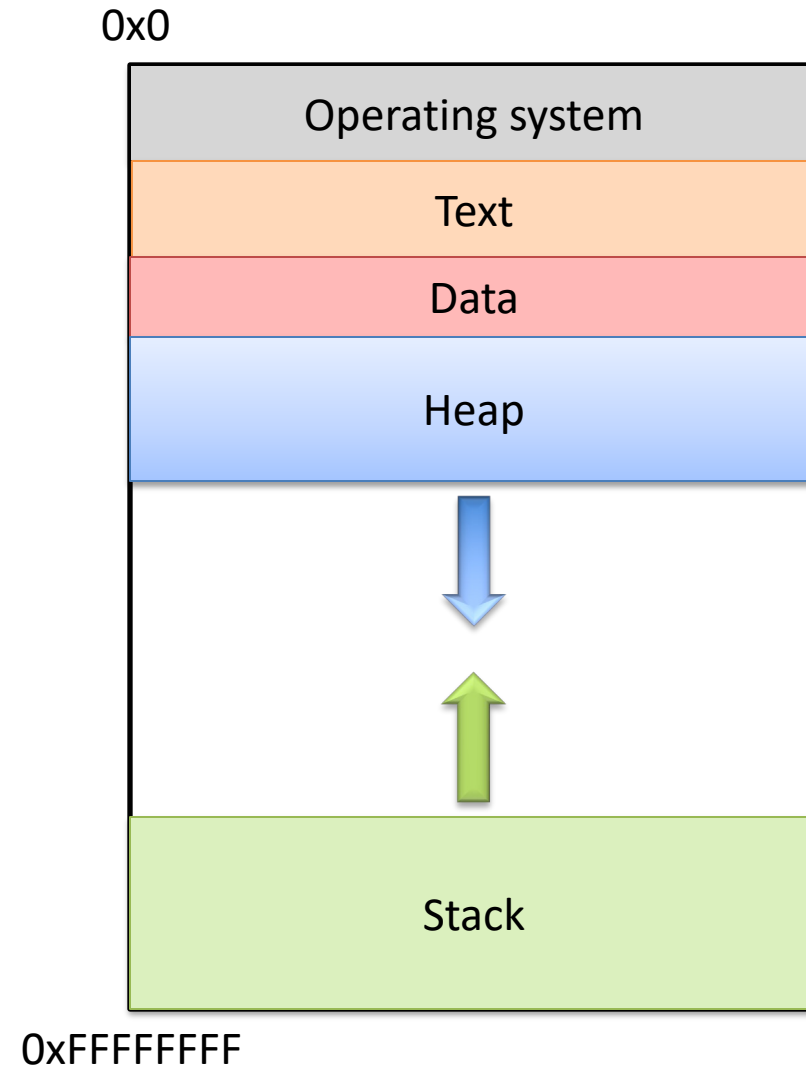 0x0
Operating system
Text
Data
Heap
Stack
0xFFFFFFFF